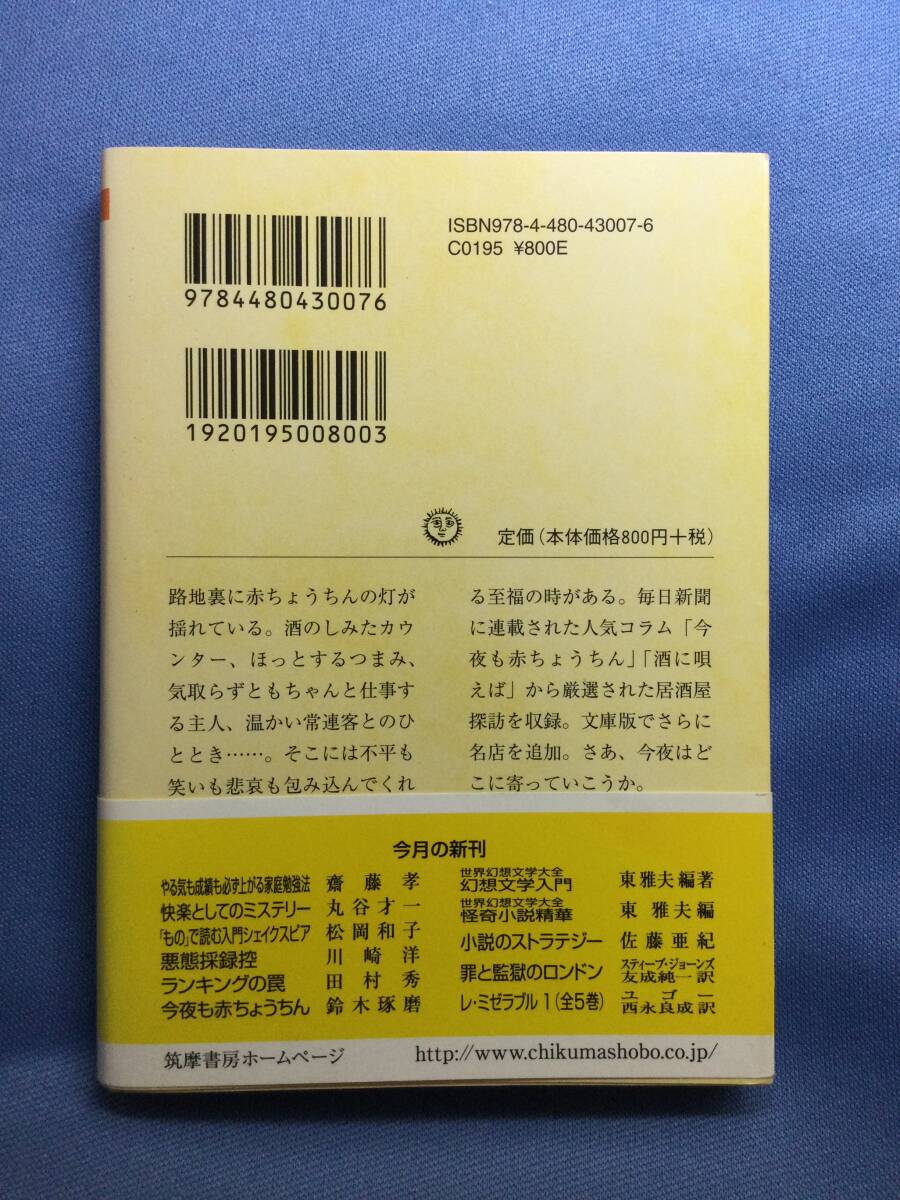 ISBN978-4-480-43007-6
C0195 ¥800E
9784480430076
1920195008003
定価(本体価格800円+税)
路地裏に赤ちょうちんの灯が
揺れている。酒のしみたカウ
ンター、ほっとするつまみ、
気取らずともちゃんと仕事す
る主人、温かい常連客とのひ
ととき……。そこには不平も
笑いも悲哀も包み込んでくれ
る至福の時がある。毎日新聞
に連載された人気コラム「今
夜も赤ちょうちん」「酒に唄
えば」から厳選された居酒屋
探訪を収録。文庫版でさらに
名店を追加。さあ、今夜はど
こに寄っていこうか。
今月の新刊
やる気も成績も必ず上がる家庭勉強法 齋藤孝
快楽としてのミステリー 丸谷才一
「もの」で読む入門シェイクスピア 松岡和子
悪態採録控 川崎洋
ランキングの罠 田村秀
今夜も赤ちょうちん 鈴木琢磨
世界幻想文学大全
幻想文学入門 東雅夫編著
世界幻想文学大全
怪奇小説精華 東雅夫編
小説のストラテジー 佐藤亜紀
罪と監獄のロンドン スティーブ・ジョーンズ
友成純一訳
レ・ミゼラブル1(全5巻) ユゴー
西永良成訳
筑摩書房ホームページ http://www.chikumashobo.co.jp/